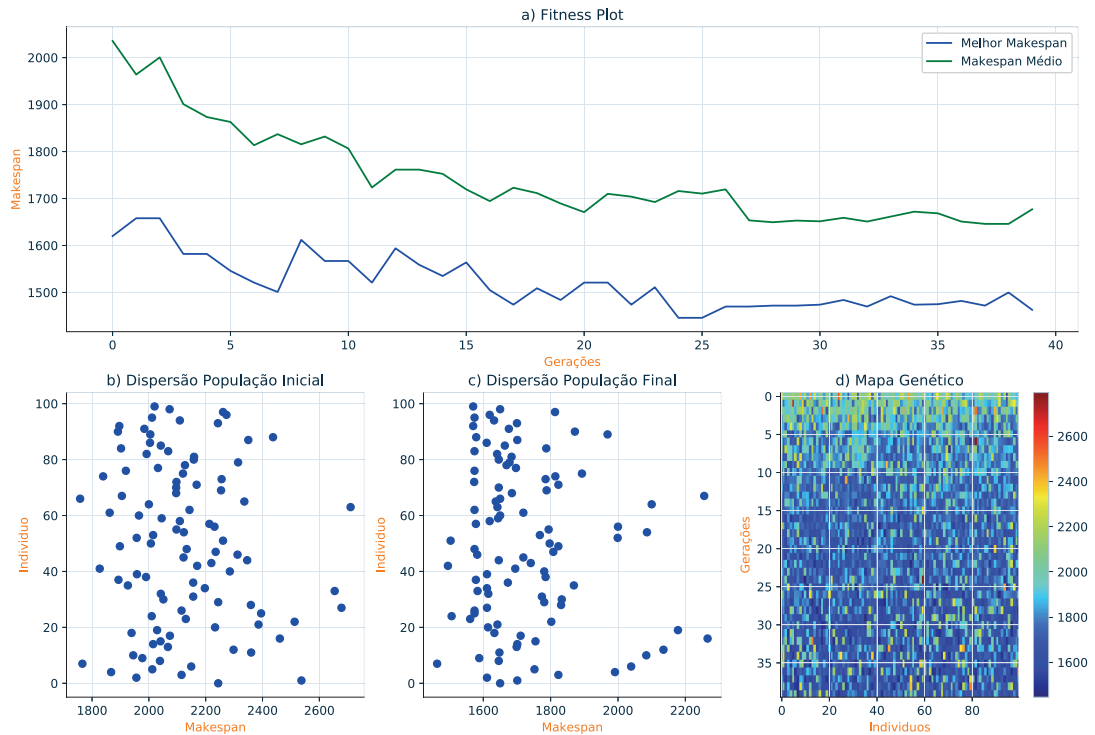 a) Fitness Plot
Makespan
2000
1900
1800
1700
1600
1500
Melhor Makespan
Makespan Médio
0 5 10 15 20 25 30 35 40
Gerações
b) Dispersão População Inicial
Individuo
100
80
60
40
20
0
1800 2000 2200 2400 2600
Makespan
c) Dispersão População Final
Individuo
100
80
60
40
20
0
1600 1800 2000 2200
Makespan
d) Mapa Genético
Gerações
0
5
10
15
20
25
30
35
0 20 40 60 80
Individuos
2600
2400
2200
2000
1800
1600